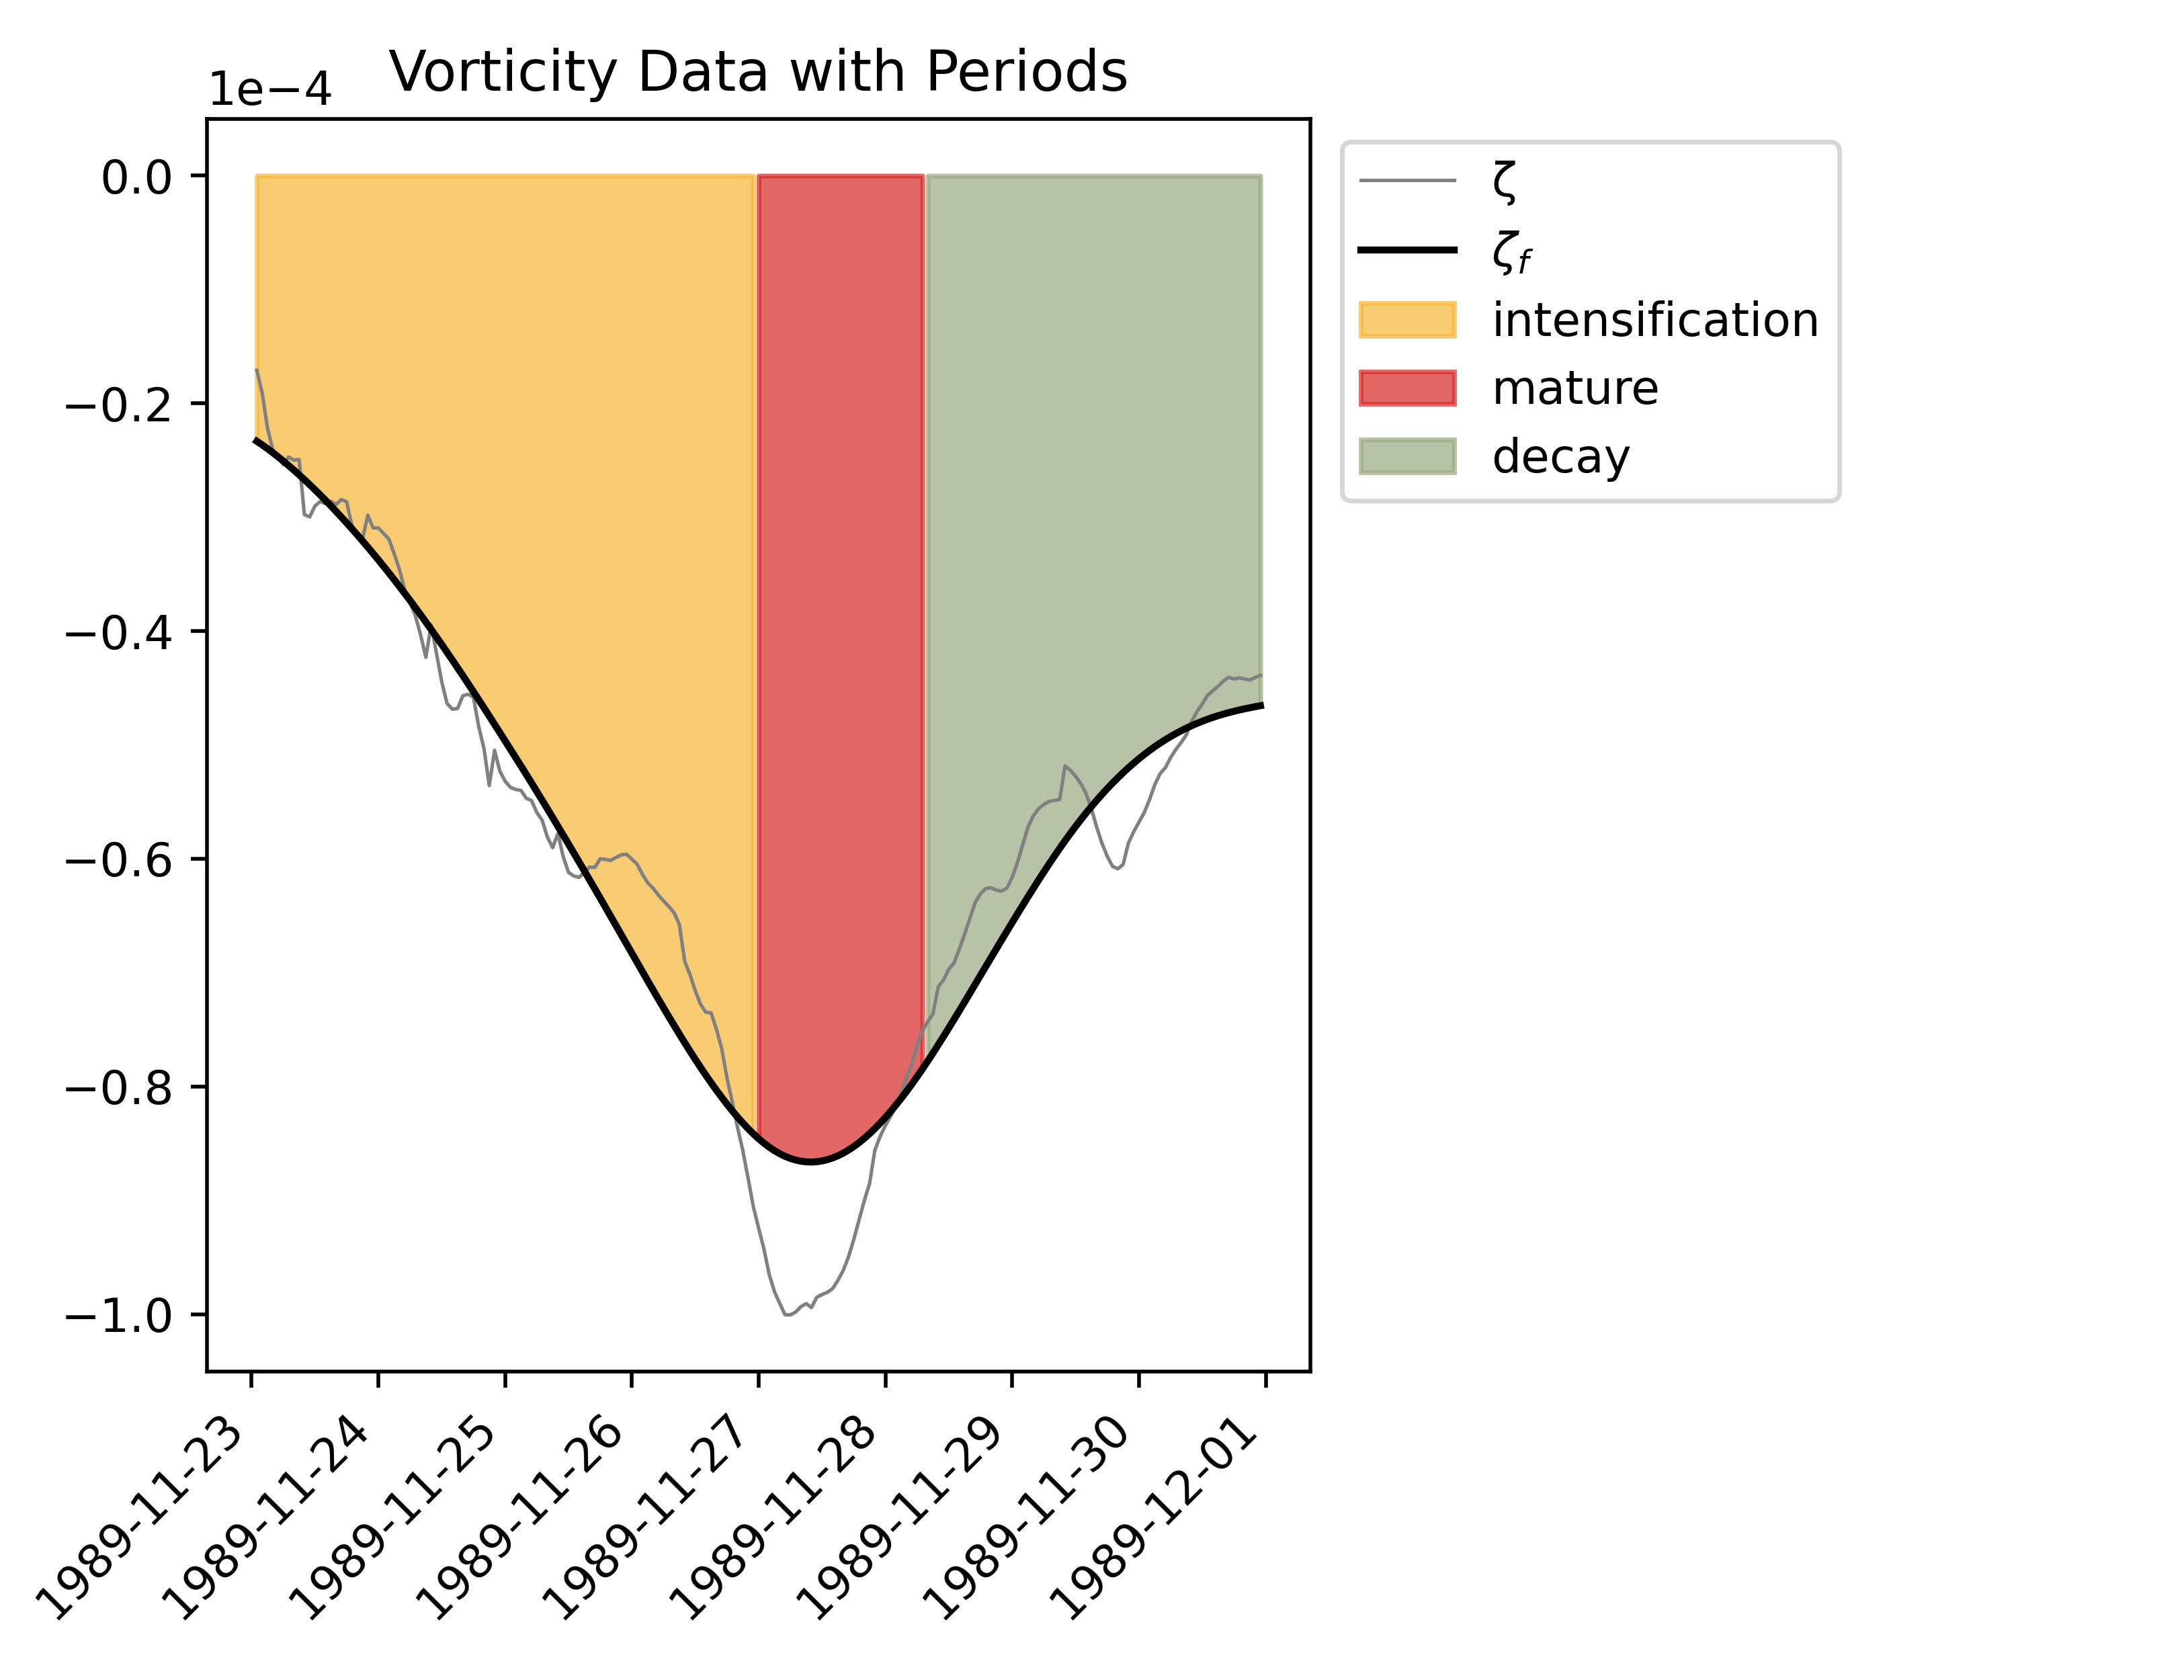 Vorticity Data with Periods
1e−4
0.0
−0.2
−0.4
−0.6
−0.8
−1.0
1989-11-23
1989-11-24
1989-11-25
1989-11-26
1989-11-27
1989-11-28
1989-11-29
1989-11-30
1989-12-01
ζ
ζf
intensification
mature
decay